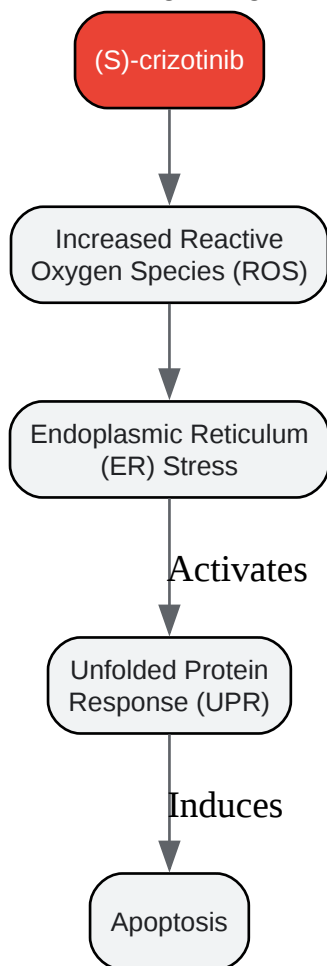 (S)-crizotinib
Increased Reactive
Oxygen Species (ROS)
Endoplasmic Reticulum
(ER) Stress
Activates
Unfolded Protein
Response (UPR)
Induces
Apoptosis